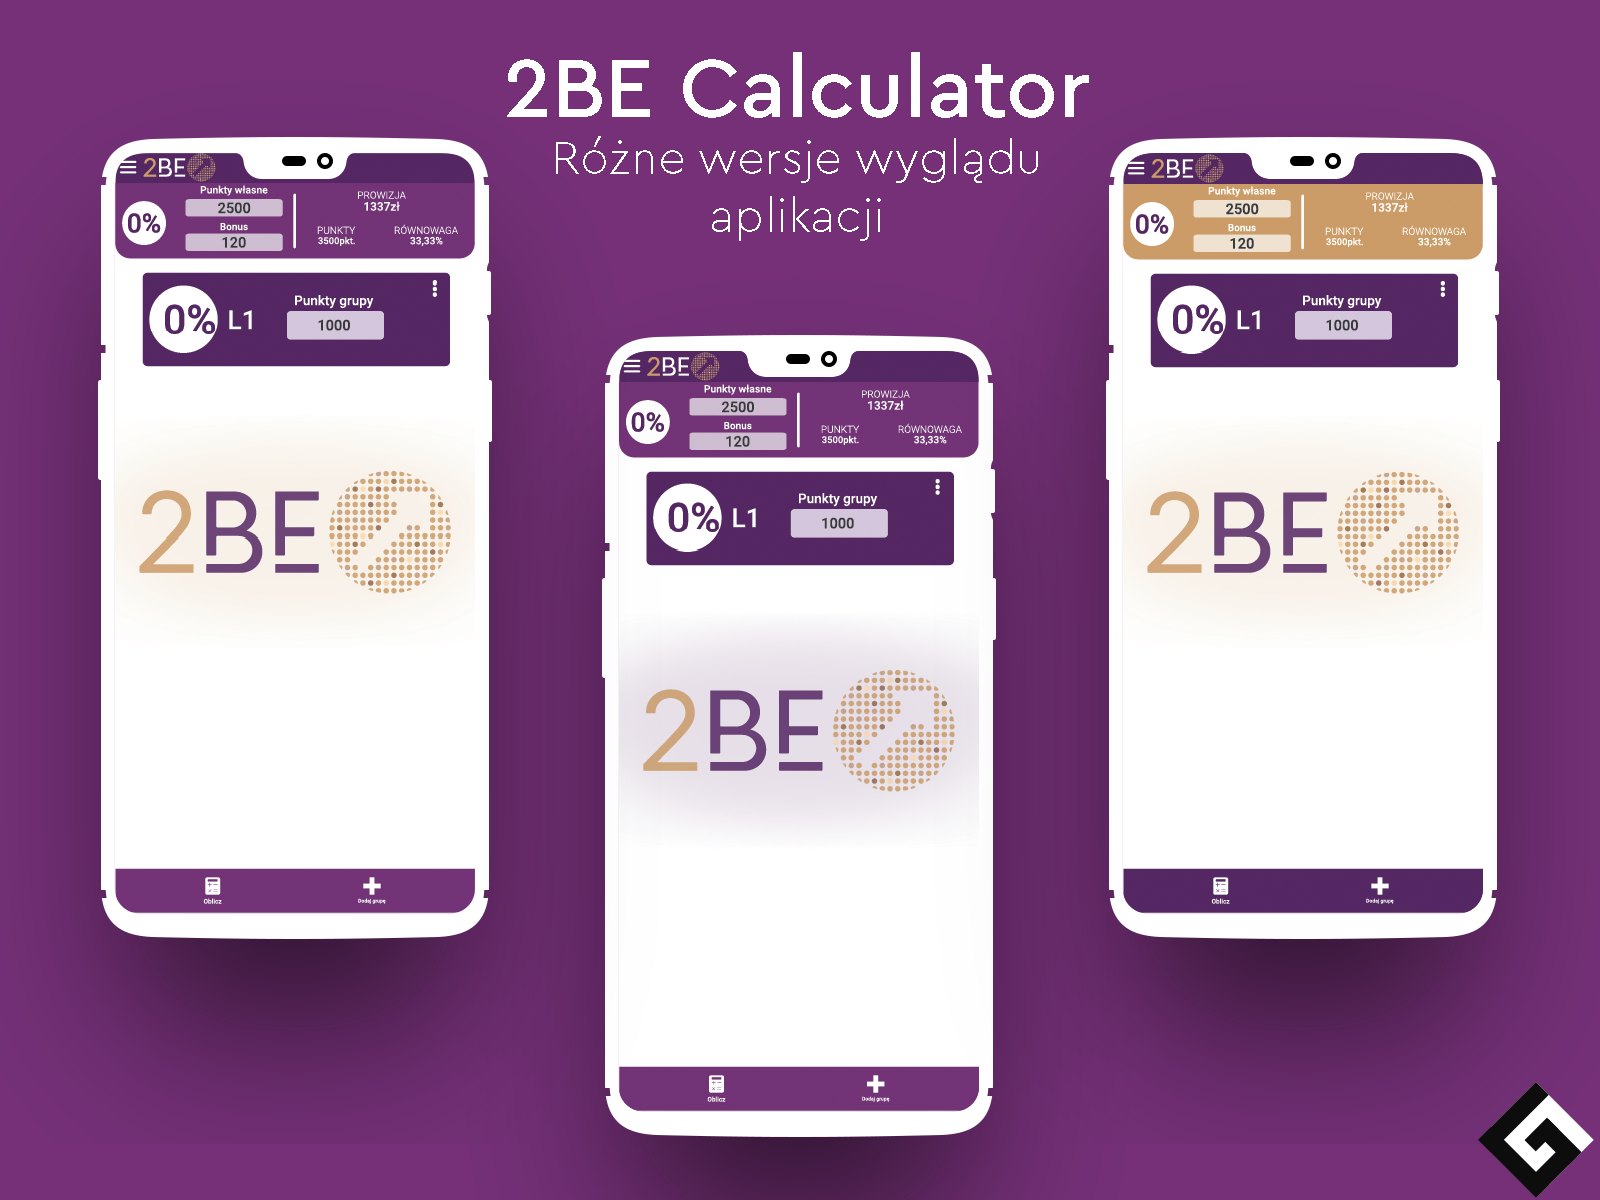 2BE Calculator
Różne wersje wyglądu
aplikacji
2BE
Punkty własne
0%
2500
Bonus
120
PROWIZJA
1337zł
PUNKTY
3500pkt.
RÓWNOWAGA
33,33%
0%
L1
Punkty grupy
1000
2BE
Oblicz
Dodaj grupę
2BE
Punkty własne
0%
2500
Bonus
120
PROWIZJA
1337zł
PUNKTY
3500pkt.
RÓWNOWAGA
33,33%
0%
L1
Punkty grupy
1000
2BE
Oblicz
Dodaj grupę
2BE
Punkty własne
0%
2500
Bonus
120
PROWIZJA
1337zł
PUNKTY
3500pkt.
RÓWNOWAGA
33,33%
0%
L1
Punkty grupy
1000
2BE
Oblicz
Dodaj grupę